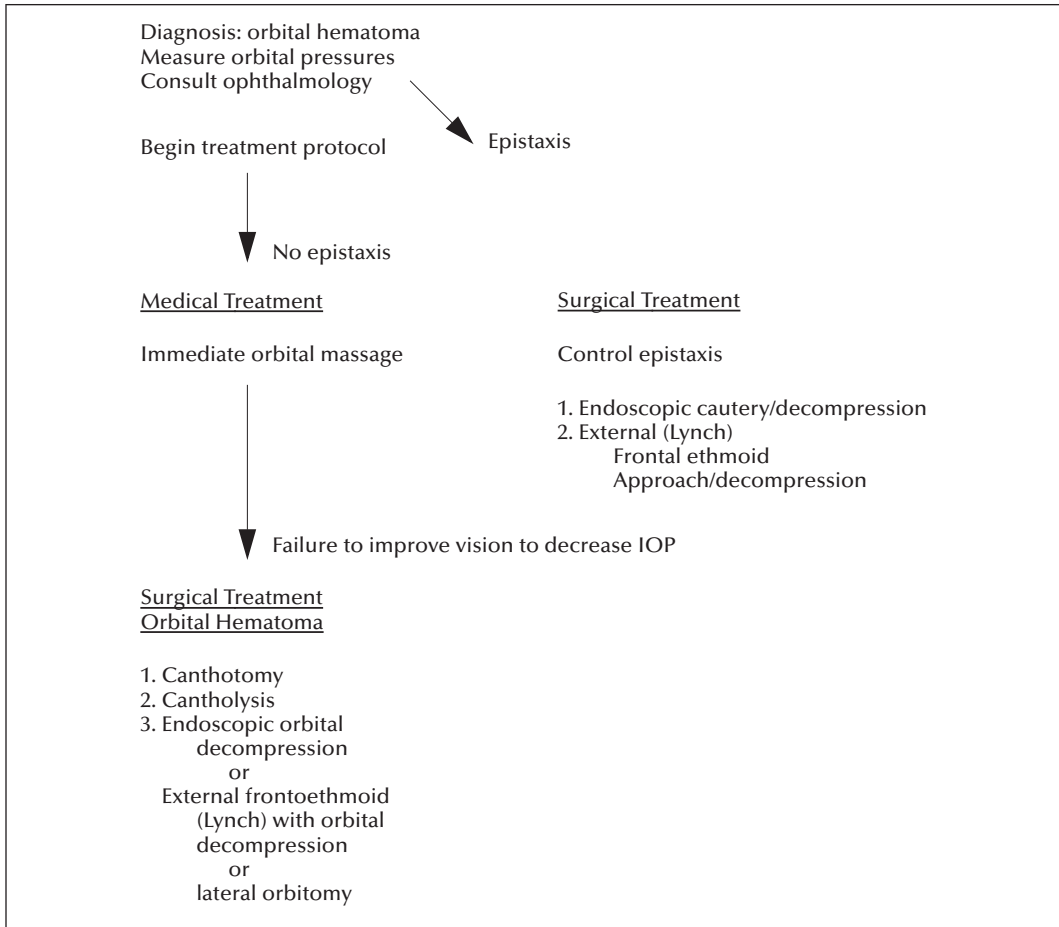 Diagnosis: orbital hematoma
Measure orbital pressures
Consult ophthalmology
Epistaxis
Begin treatment protocol
No epistaxis
Medical Treatment
Immediate orbital massage
Surgical Treatment
Control epistaxis
1. Endoscopic cautery/decompression
2. External (Lynch)
Frontal ethmoid
Approach/decompression
Failure to improve vision to decrease IOP
Surgical Treatment
Orbital Hematoma
1. Canthotomy
2. Cantholysis
3. Endoscopic orbital
decompression
or
External frontoethmoid
(Lynch) with orbital
decompression
or
lateral orbitomy